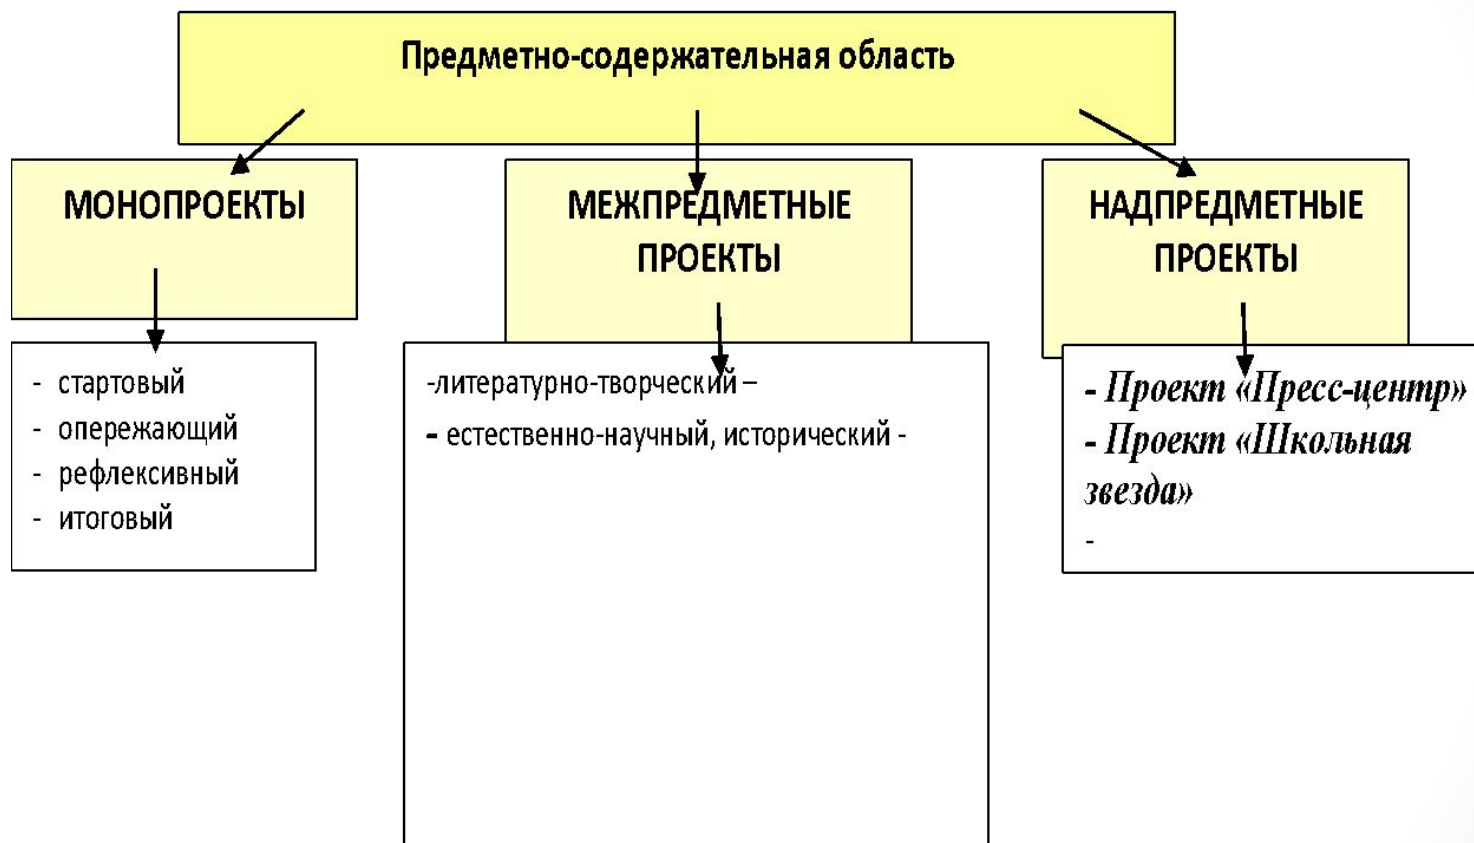 Предметно-содержательная область
МОНОПРОЕКТЫ
- стартовый
- опережающий
- рефлексивный
- итоговый
МЕЖПРЕДМЕТНЫЕ
ПРОЕКТЫ
-литературно-творческий –
- естественно-научный, исторический -
НАДПРЕДМЕТНЫЕ
ПРОЕКТЫ
- Проект «Пресс-центр»
- Проект «Школьная
звезда»
-